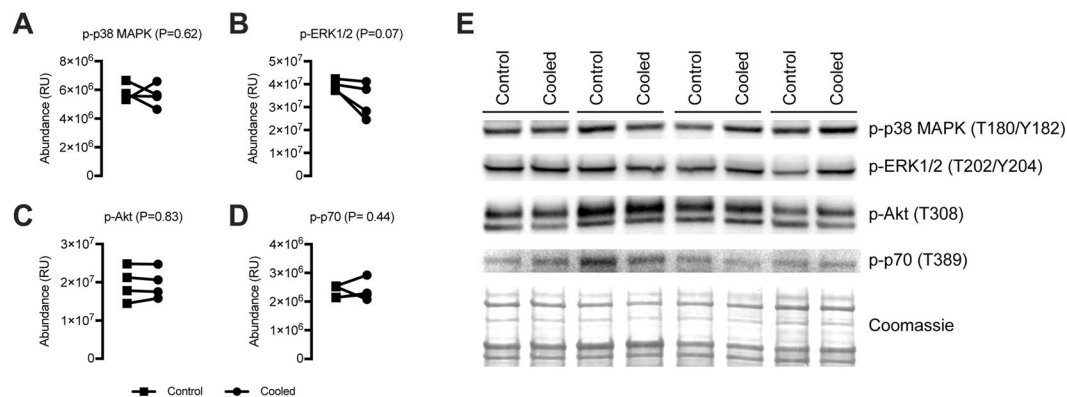 A
p-p38 MAPK (P=0.62)
Abundance (RU)
8×10⁶
6×10⁶
4×10⁶
2×10⁶
0
B
p-ERK1/2 (P=0.07)
Abundance (RU)
5×10⁷
4×10⁷
3×10⁷
2×10⁷
1×10⁷
0
C
p-Akt (P=0.83)
Abundance (RU)
3×10⁷
2×10⁷
1×10⁷
0
D
p-p70 (P= 0.44)
Abundance (RU)
4×10⁶
3×10⁶
2×10⁶
1×10⁶
0
Control
Cooled
E
Control
Cooled
Control
Cooled
Control
Cooled
Control
Cooled
p-p38 MAPK (T180/Y182)
p-ERK1/2 (T202/Y204)
p-Akt (T308)
p-p70 (T389)
Coomassie